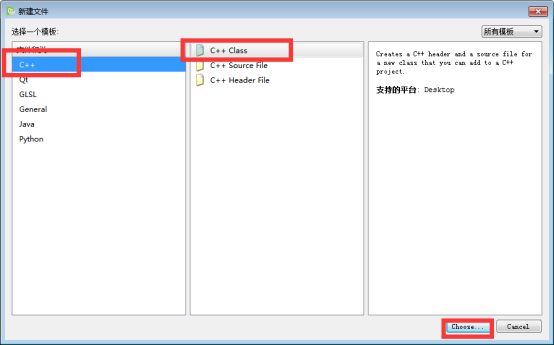 新建文件
选择一个模板:
所有模板
C++
Qt
GLSL
General
Java
Python
C++ Class
C++ Source File
C++ Header File
Creates a C++ header and a source file for
a new class that you can add to a C++
project.
支持的平台: Desktop
Choose...
Cancel